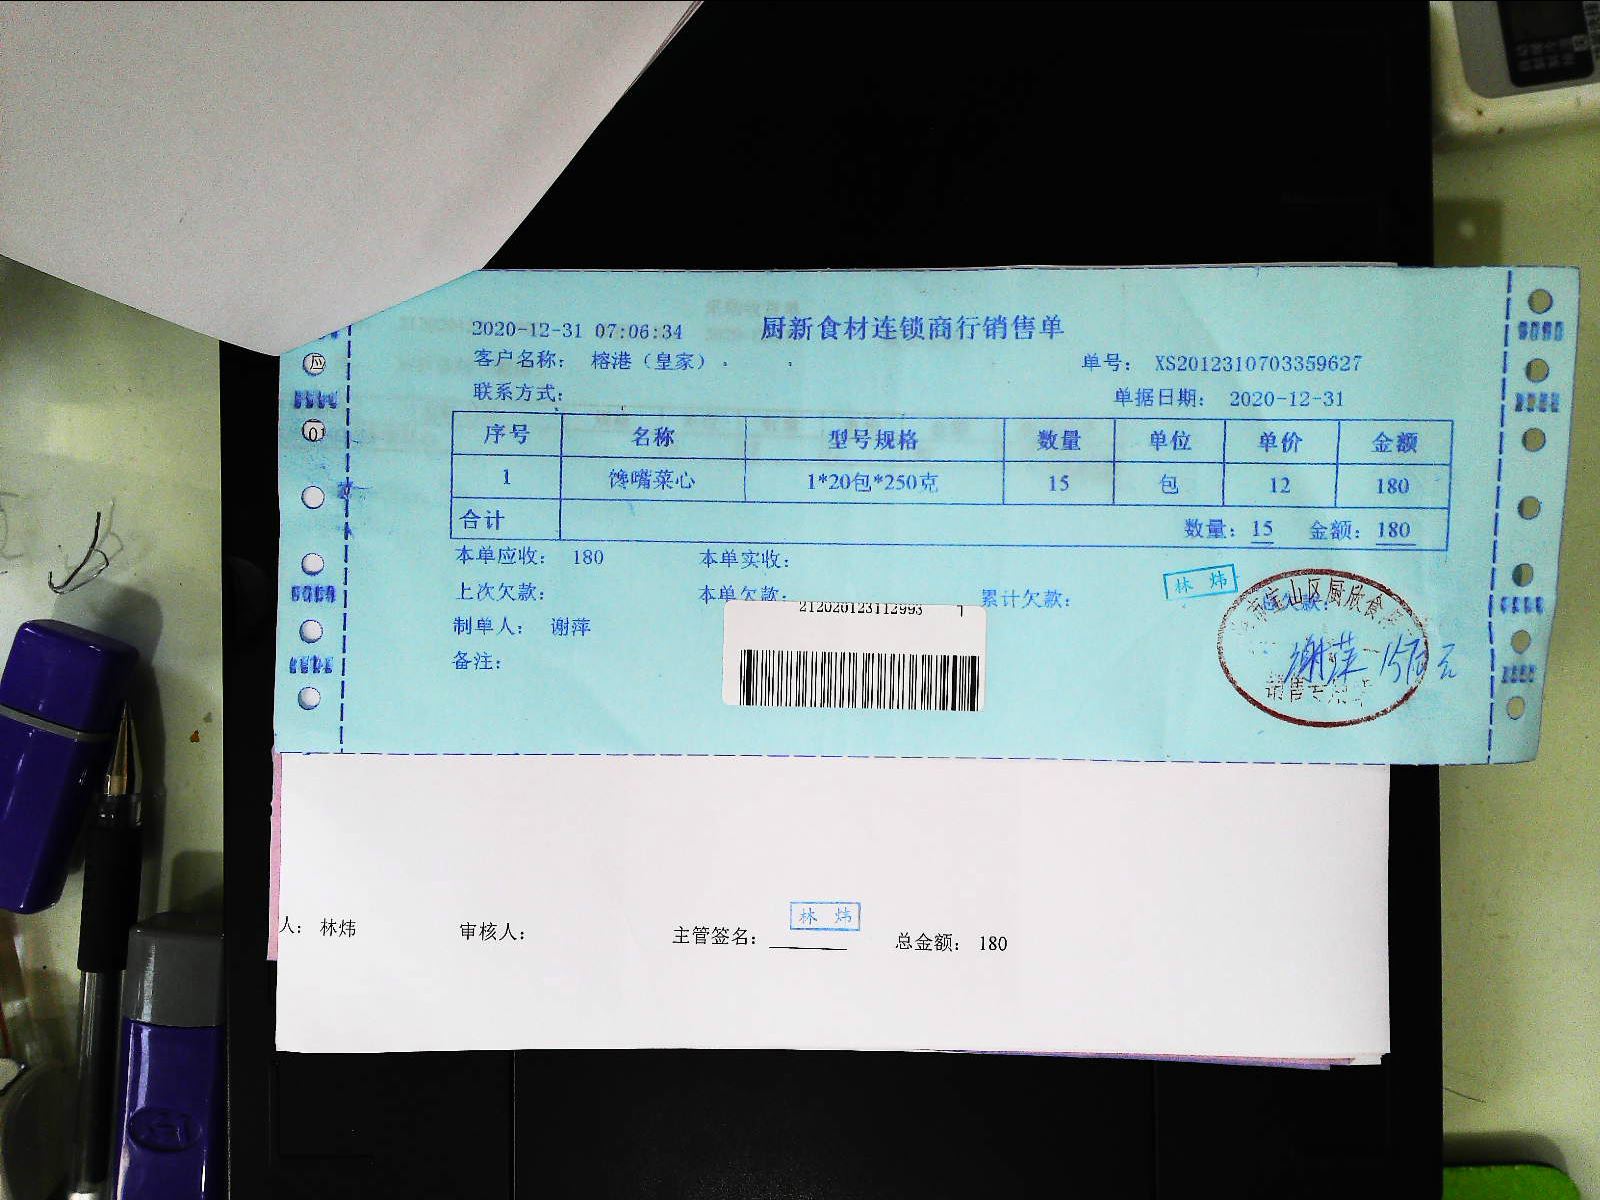 2020-12-31 07:06:34 厨新食材连锁商行销售单
客户名称： 榕港（皇家） 单号： XS2012310703359627
联系方式： 单据日期： 2020-12-31
序号 名称 型号规格 数量 单位 单价 金额
1 馋嘴菜心 1*20包*250克 15 包 12 180
合计 数量：15 金额：180
本单应收： 180 本单实收：
上次欠款： 本单欠款： 累计欠款：
林 炜
212020123112993 1
制单人： 谢萍
备注：
谢萍
人： 林炜 审核人： 主管签名： 林 炜 总金额： 180